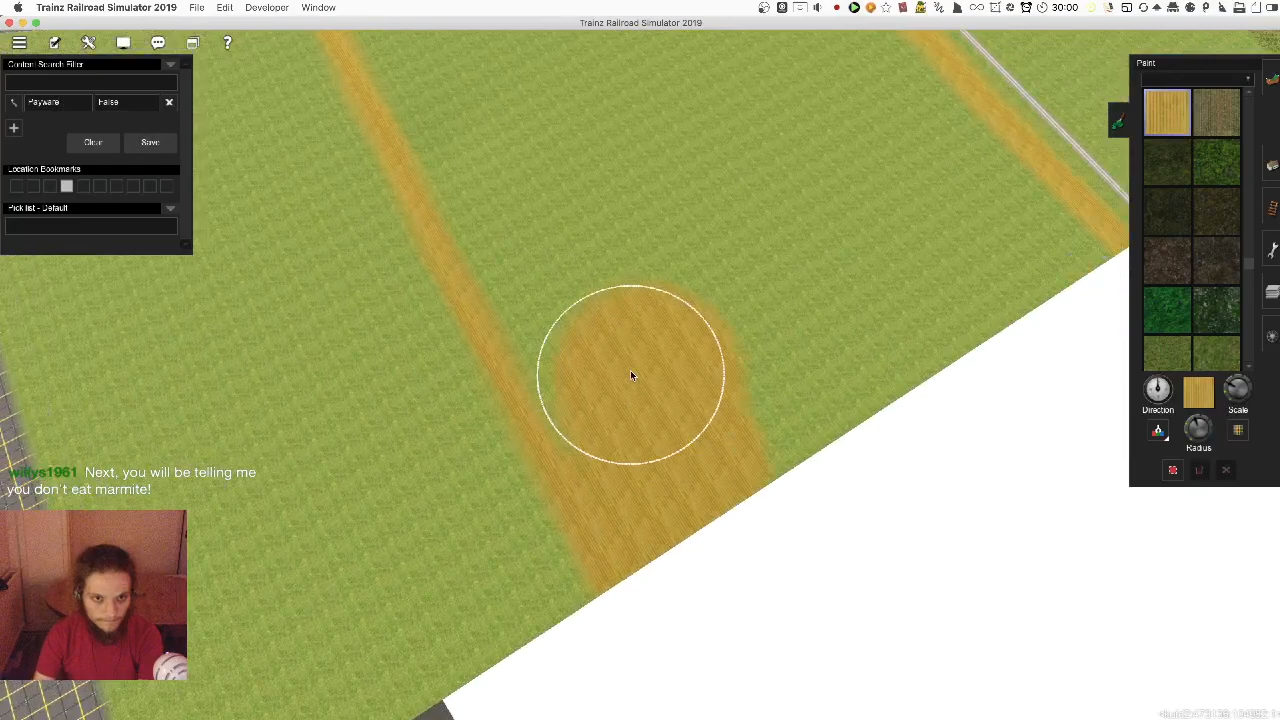 Trainz Railroad Simulator 2019 File Edit Developer Window 30:00
Trainz Railroad Simulator 2019
Content Search Filter
Paint
Payware False
Clear Save
Location Bookmarks
Pick list - Default
Direction Scale
Radius
willys1961 Next, you will be telling me
you don't eat marmite!